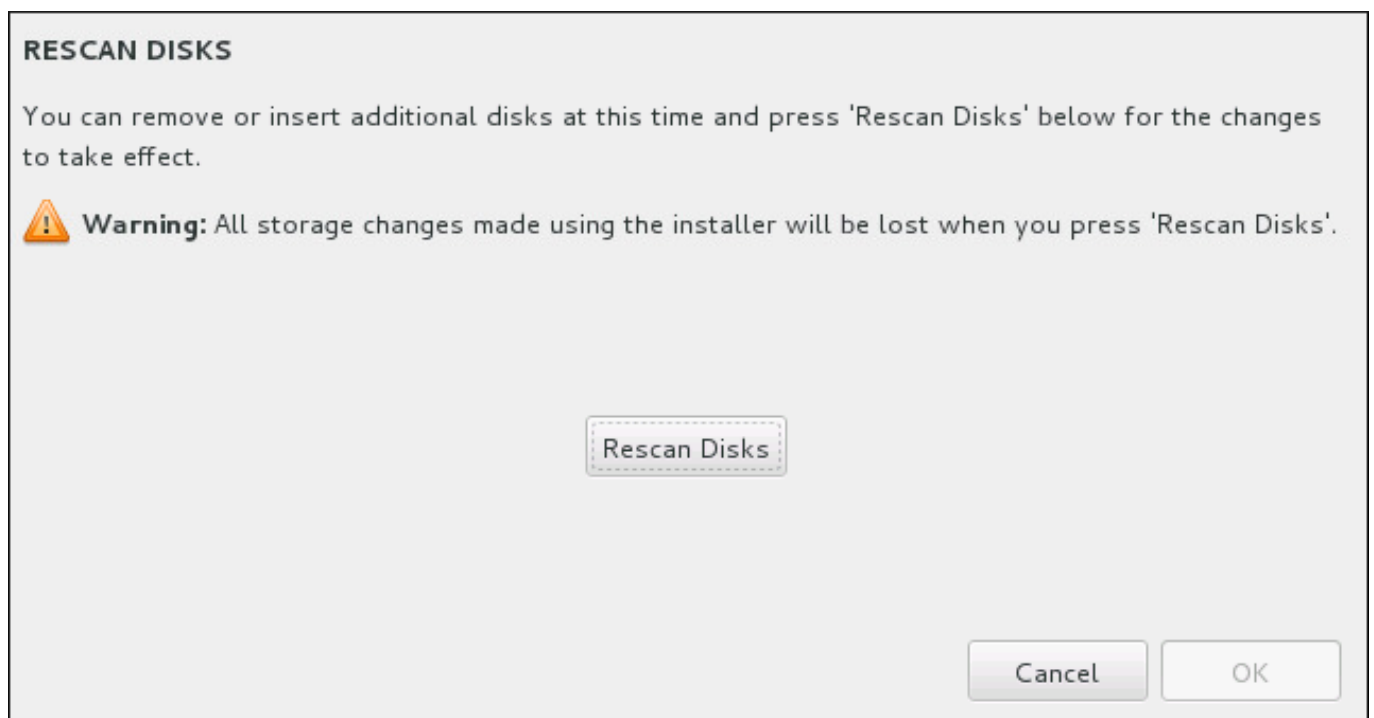 RESCAN DISKS
You can remove or insert additional disks at this time and press 'Rescan Disks' below for the changes
to take effect.
Warning: All storage changes made using the installer will be lost when you press 'Rescan Disks'.
Rescan Disks
Cancel
OK